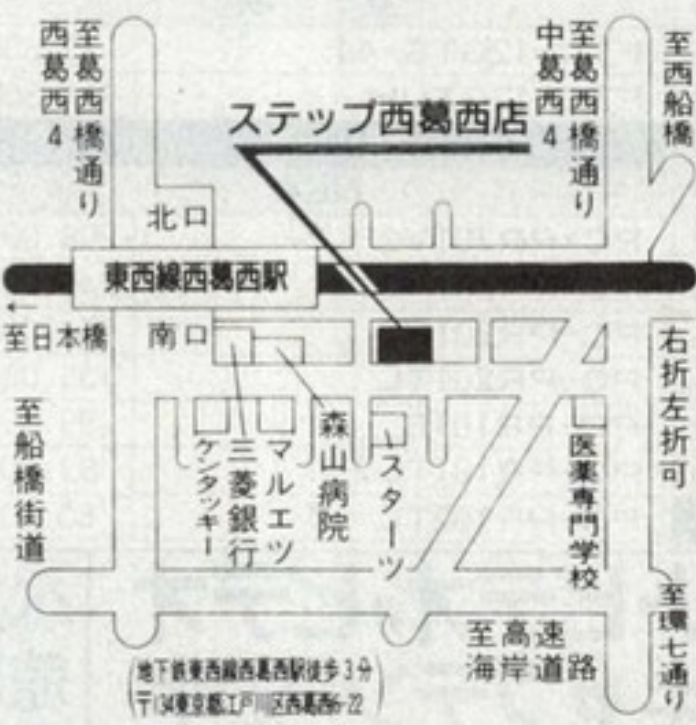 至葛西橋通り
西葛西4
ステップ西葛西店
至葛西橋通り
中葛西4
至西船橋
北口
東西線西葛西駅
←
至日本橋
南口
右折左折可
至船橋街道
ケンタッキー
三菱銀行
マルエツ
森山病院
スターツ
医薬専門学校
至高速
海岸道路
至環七通り
(地下鉄東西線西葛西駅徒歩3分
〒134東京都江戸川区西葛西6-22)